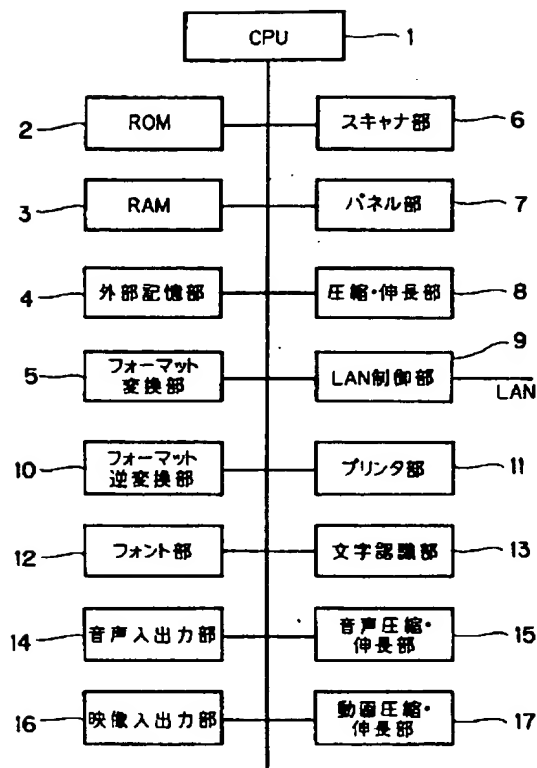 CPU
1
2
ROM
スキャナ部
6
3
RAM
パネル部
7
4
外部記憶部
圧縮・伸長部
8
5
フォーマット
変換部
LAN制御部
9
LAN
10
フォーマット
逆変換部
プリンタ部
11
12
フォント部
文字認識部
13
14
音声入出力部
音声圧縮・
伸長部
15
16
映像入出力部
動画圧縮・
伸長部
17